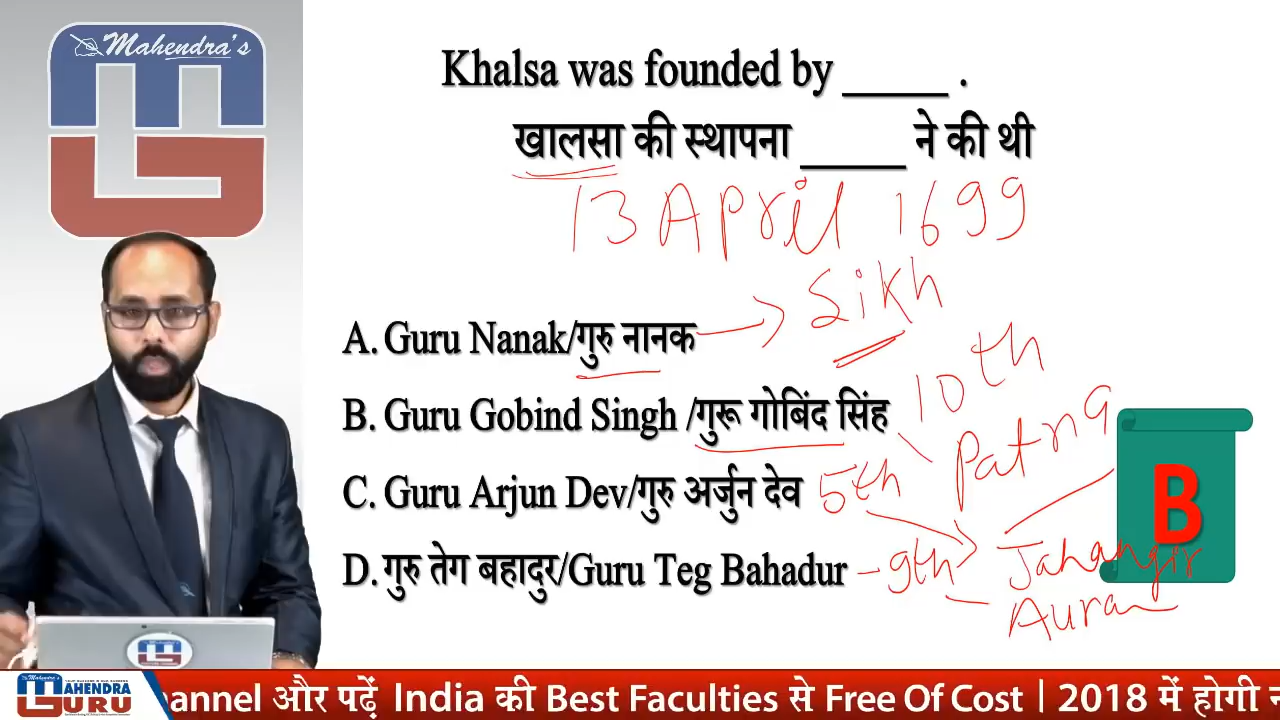 Mahendra's
Khalsa was founded by _____ .
खालसा की स्थापना _____ ने की थी
13 April 1699
Sikh
A. Guru Nanak/गुरु नानक
10th
B. Guru Gobind Singh /गुरू गोबिंद सिंह
Patna
C. Guru Arjun Dev/गुरु अर्जुन देव
5th
B
Jahangir
D. गुरु तेग बहादुर/Guru Teg Bahadur
9th
Auran
MAHENDRA
GURU
hannel और पढ़ें India की Best Faculties से Free Of Cost | 2018 में होगी न